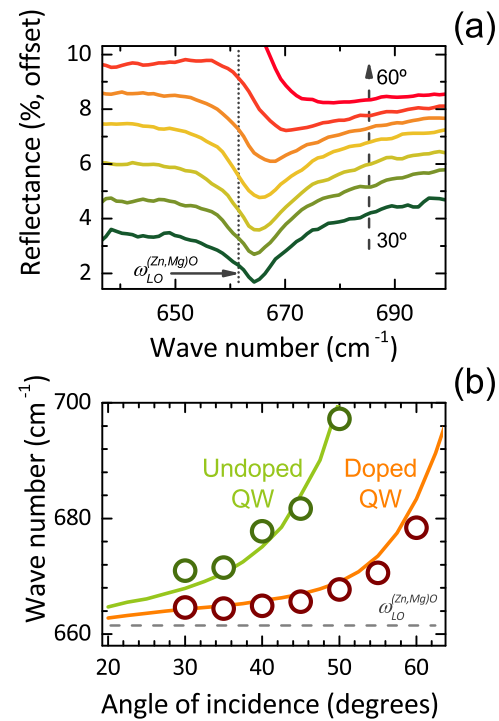 (a)
Reflectance (%, offset)
10
8
6
4
2
60º
30º
ω_LO^(Zn,Mg)O
650
670
690
Wave number (cm⁻¹)
(b)
Wave number (cm⁻¹)
700
680
660
Undoped
QW
Doped
QW
ω_LO^(Zn,Mg)O
20 30 40 50 60
Angle of incidence (degrees)